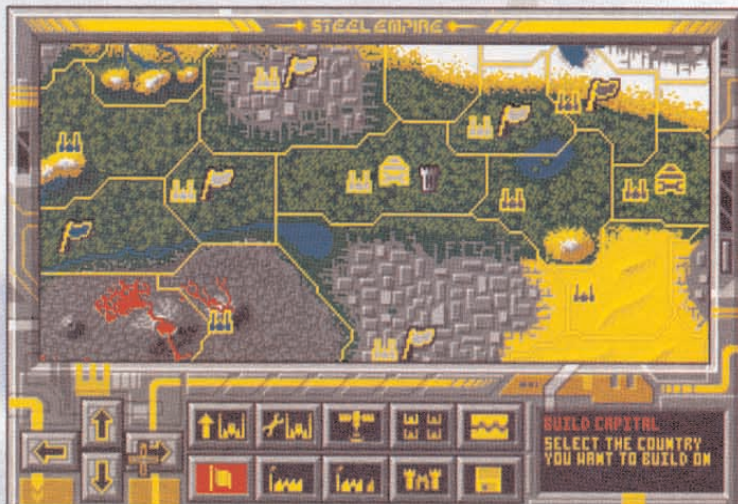 STEEL EMPIRE
BUILD CAPITAL
SELECT THE COUNTRY
YOU WANT TO BUILD ON